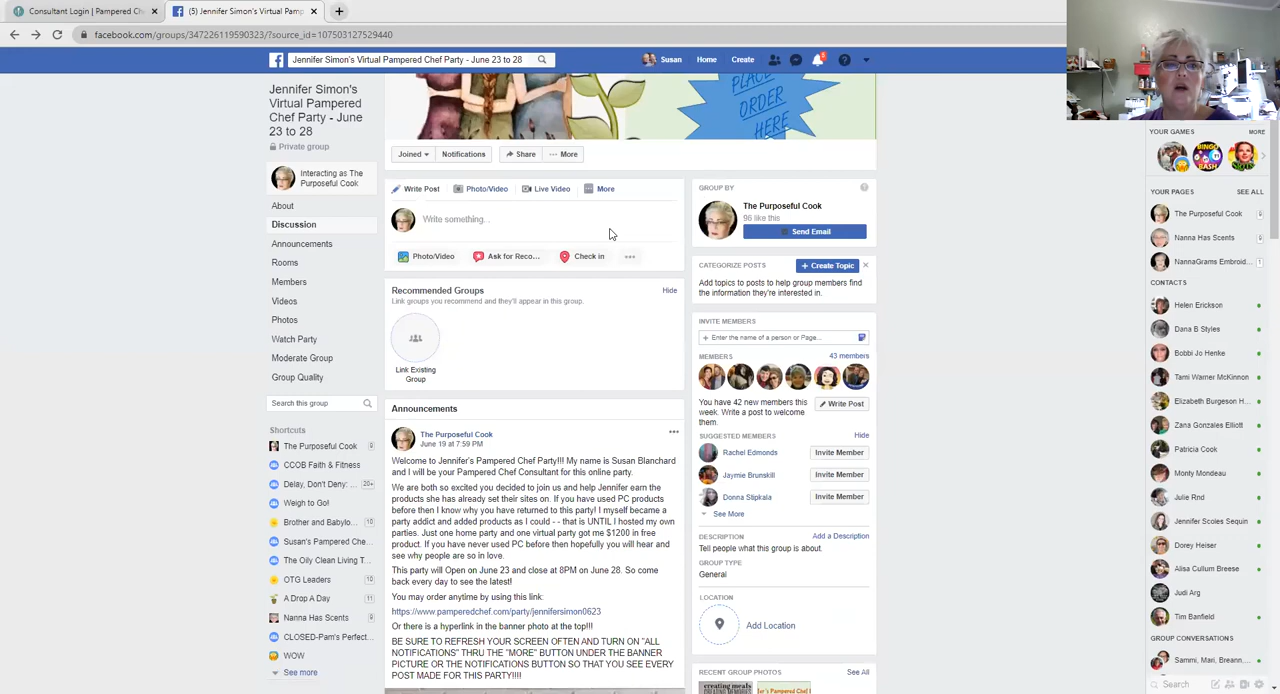 Consultant Login | Pampered Ch
(5) Jennifer Simon's Virtual Pamp
facebook.com/groups/347226119590323/?source_id=107503127529440
Jennifer Simon's Virtual Pampered Chef Party - June 23 to 28
Susan
Home
Create
Jennifer Simon's
Virtual Pampered
Chef Party - June
23 to 28
Private group
Interacting as The
Purposeful Cook
About
Discussion
Announcements
Rooms
Members
Videos
Photos
Watch Party
Moderate Group
Group Quality
Search this group
Shortcuts
The Purposeful Cook
CCOB Faith & Fitness
Delay, Don't Deny: ...
20+
Weigh to Go!
Brother and Babylo...
10
Susan's Pampered Che...
The Oily Clean Living T...
OTG Leaders
10
A Drop A Day
11
Nanna Has Scents
CLOSED-Pam's Perfect...
WOW
See more
PLACE
ORDER
HERE
Joined
Notifications
Share
More
Write Post
Photo/Video
Live Video
More
Write something...
Photo/Video
Ask for Reco...
Check in
Recommended Groups
Hide
Link groups you recommend and they'll appear in this group.
Link Existing
Group
Announcements
The Purposeful Cook
June 19 at 7:59 PM
Welcome to Jennifer's Pampered Chef Party!!! My name is Susan Blanchard
and I will be your Pampered Chef Consultant for this online party.
We are both so excited you decided to join us and help Jennifer earn the
products she has already set their sites on. If you have used PC products
before then I know why you have returned to this party! I myself became a
party addict and added products as I could - - that is UNTIL I hosted my own
parties. Just one home party and one virtual party got me $1200 in free
product. If you have never used PC before then hopefully you will hear and
see why people are so in love.
This party will Open on June 23 and close at 8PM on June 28. So come
back every day to see the latest!
You may order anytime by using this link:
https://www.pamperedchef.com/party/jennifersimon0623
Or there is a hyperlink in the banner photo at the top!!!
BE SURE TO REFRESH YOUR SCREEN OFTEN AND TURN ON "ALL
NOTIFICATIONS" THRU THE "MORE" BUTTON UNDER THE BANNER
PICTURE OR THE NOTIFICATIONS BUTTON SO THAT YOU SEE EVERY
POST MADE FOR THIS PARTY!!!!
GROUP BY
The Purposeful Cook
96 like this
Send Email
CATEGORIZE POSTS
+ Create Topic
Add topics to posts to help group members find
the information they're interested in.
INVITE MEMBERS
+ Enter the name of a person or Page...
MEMBERS
43 members
You have 42 new members this
week. Write a post to welcome
them.
Write Post
SUGGESTED MEMBERS
Hide
Rachel Edmonds
Invite Member
Jaymie Brunskill
Invite Member
Donna Stipkala
Invite Member
See More
DESCRIPTION
Add a Description
Tell people what this group is about.
GROUP TYPE
General
LOCATION
Add Location
RECENT GROUP PHOTOS
See All
creating meals
YOUR GAMES
MORE
BINGO
BASH
YOUR PAGES
SEE ALL
The Purposeful Cook
Nanna Has Scents
NannaGrams Embroid...
1
CONTACTS
Helen Erickson
Dana B Styles
Bobbi Jo Henke
Tami Warner McKinnon
Elizabeth Burgeson H...
Zana Gonzales Elliott
Patricia Cook
Monty Mondeau
Julie Rnd
Jennifer Scoles Sequin
Dorey Heiser
Alisa Cullum Breese
Judi Arg
Tim Banfield
GROUP CONVERSATIONS
Sammi, Mari, Breann,...
Search